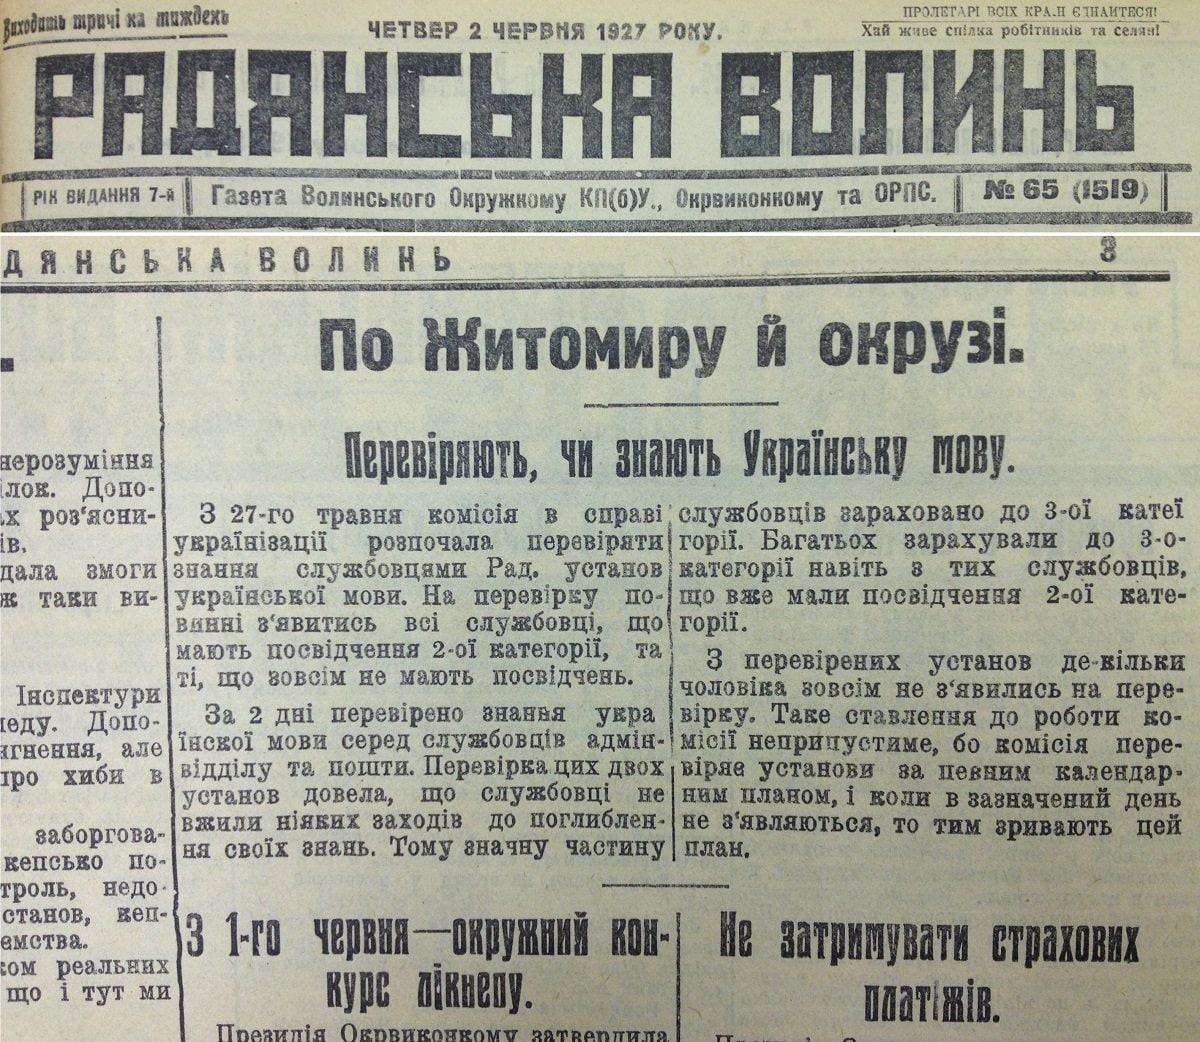 Виходить тричі на тиждень
ЧЕТВЕР 2 ЧЕРВНЯ 1927 РОКУ.
ПРОЛЕТАРІ ВСІХ КРА.Н ЄДНАЙТЕСЯ!
Хай живе спілка робітників та селян!
РАДЯНСЬКА ВОЛИНЬ
РІК ВИДАННЯ 7-й
Газета Волинського Окружкому КП(б)У., Окрвиконкому та ОРПС.
№ 65 (1519)
ДЯНСЬКА ВОЛИНЬ
3
нерозуміння
ілок. Допо-
ах роз'ясни-
ів.
дала змоги
ж таки ви-
Інспектури
леду. Допо-
ягнення, але
про хиби в
заборгова-
кепсько по-
троль, недо-
станов, кеп-
ємства.
ком реальних
що і тут ми
По Житомиру й окрузі.
Перевіряють, чи знають Українську мову.
З 27-го травня комісія в справі
українізації розпочала перевіряти
знання службовцями Рад. установ
української мови. На перевірку по-
винні з'явитись всі службовці, що
мають посвідчення 2-ої категорії, та
ті, що зовсім не мають посвідчень.
За 2 дні перевірено знання укра
їнскої мови серед службовців адмін-
відділу та пошти. Перевірка цих двох
установ довела, що службовці не
вжили ніяких заходів до поглиблен-
ня своїх знань. Тому значну частину
службовців зараховано до 3-ої катеї
горії. Багатьох зарахували до 3-о-
категорії навіть з тих службовців,
що вже мали посвідчення 2-ої кате-
горії.
З перевірених установ де-кільки
чоловіка зовсім не з'явились на пере-
вірку. Таке ставлення до роботи ко-
місії неприпустиме, бо комісія пере-
віряє установи за певним календар-
ним планом, і коли в зазначений день
не з'являються, то тим зривають цей
план.
З 1-го червня—окружний кон-
курс лікнепу.
Президія Окрвиконкому затвердила
Не затримувати страхових
платіжів.